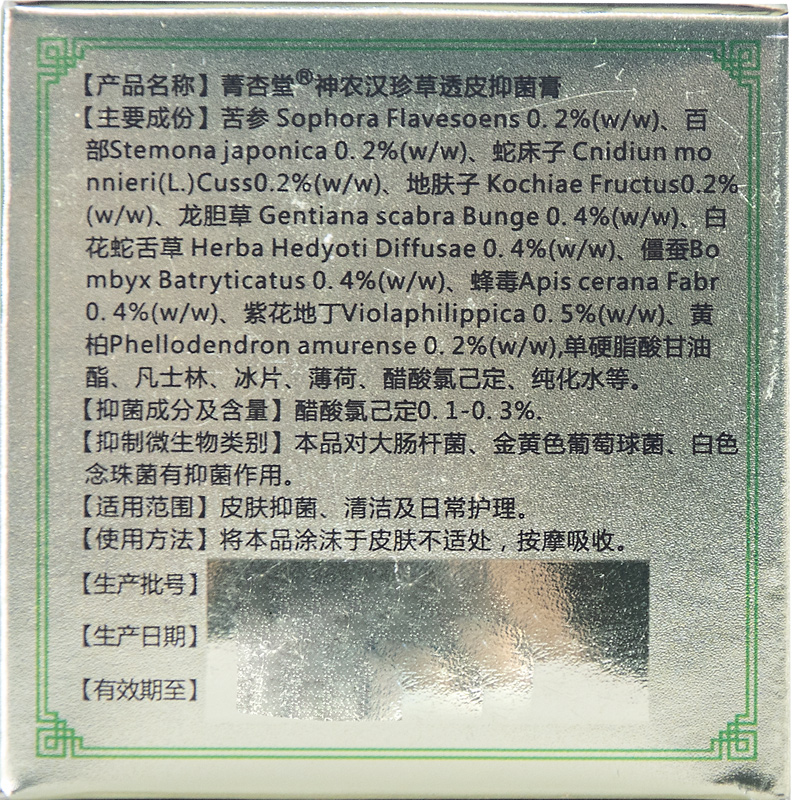 【产品名称】菁杏堂®神农汉珍草透皮抑菌膏
【主要成份】苦参 Sophora Flavesoens 0.2%(w/w)、百
部Stemona japonica 0.2%(w/w)、蛇床子 Cnidiun mo
nnieri(L.)Cuss0.2%(w/w)、地肤子 Kochiae Fructus0.2%
(w/w)、龙胆草 Gentiana scabra Bunge 0.4%(w/w)、白
花蛇舌草 Herba Hedyoti Diffusae 0.4%(w/w)、僵蚕Bo
mbyx Batryticatus 0.4%(w/w)、蜂毒Apis cerana Fabr
0.4%(w/w)、紫花地丁Violaphilippica 0.5%(w/w)、黄
柏Phellodendron amurense 0.2%(w/w),单硬脂酸甘油
酯、凡士林、冰片、薄荷、醋酸氯己定、纯化水等。
【抑菌成分及含量】醋酸氯己定0.1-0.3%.
【抑制微生物类别】本品对大肠杆菌、金黄色葡萄球菌、白色
念珠菌有抑菌作用。
【适用范围】皮肤抑菌、清洁及日常护理。
【使用方法】将本品涂沫于皮肤不适处，按摩吸收。
【生产批号】
【生产日期】
【有效期至】